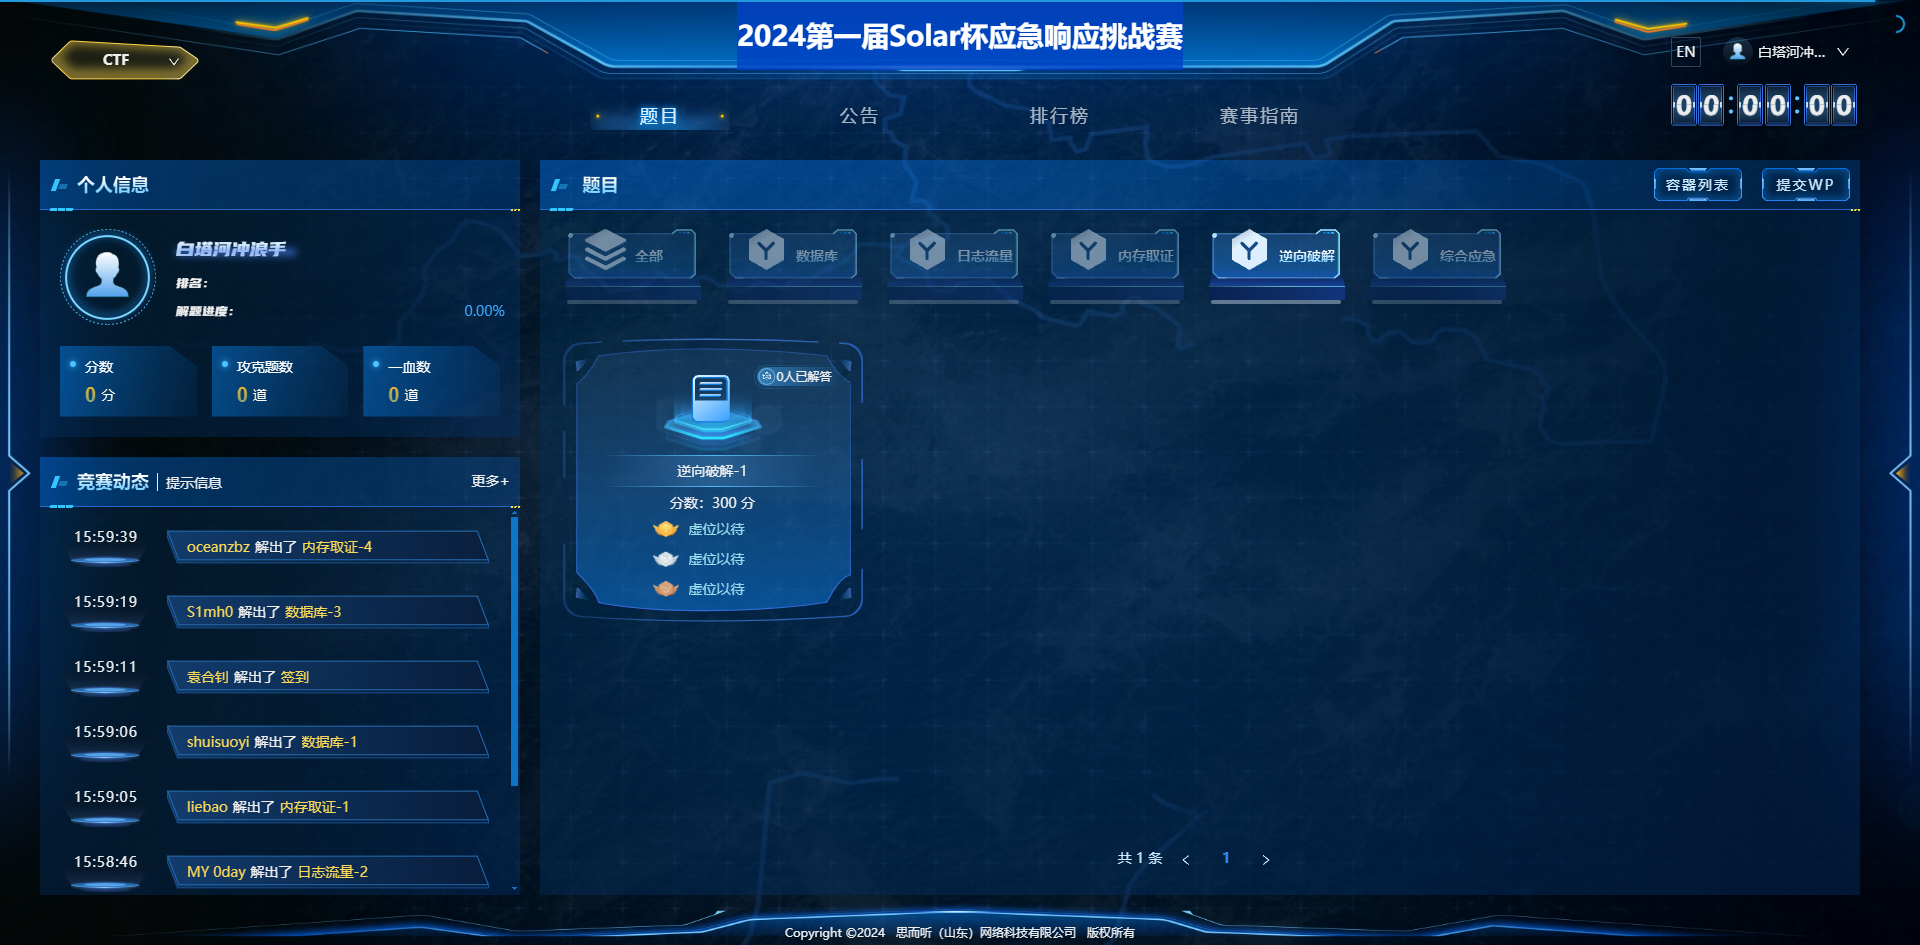 2024第一届Solar杯应急响应挑战赛
CTF
EN
白塔河冲...
00:00:00
题目
公告
排行榜
赛事指南
个人信息
白塔河冲浪手
排名：
解题进度：
0.00%
分数
0 分
攻克题数
0 道
一血数
0 道
竞赛动态
提示信息
更多+
15:59:39
oceanzbz 解出了 内存取证-4
15:59:19
S1mh0 解出了 数据库-3
15:59:11
袁合钊 解出了 签到
15:59:06
shuisuoyi 解出了 数据库-1
15:59:05
liebao 解出了 内存取证-1
15:58:46
MY 0day 解出了 日志流量-2
题目
容器列表
提交WP
全部
数据库
日志流量
内存取证
逆向破解
综合应急
0人已解答
逆向破解-1
分数：300 分
虚位以待
虚位以待
虚位以待
共 1 条 < 1 >
Copyright ©2024 思而听（山东）网络科技有限公司 版权所有